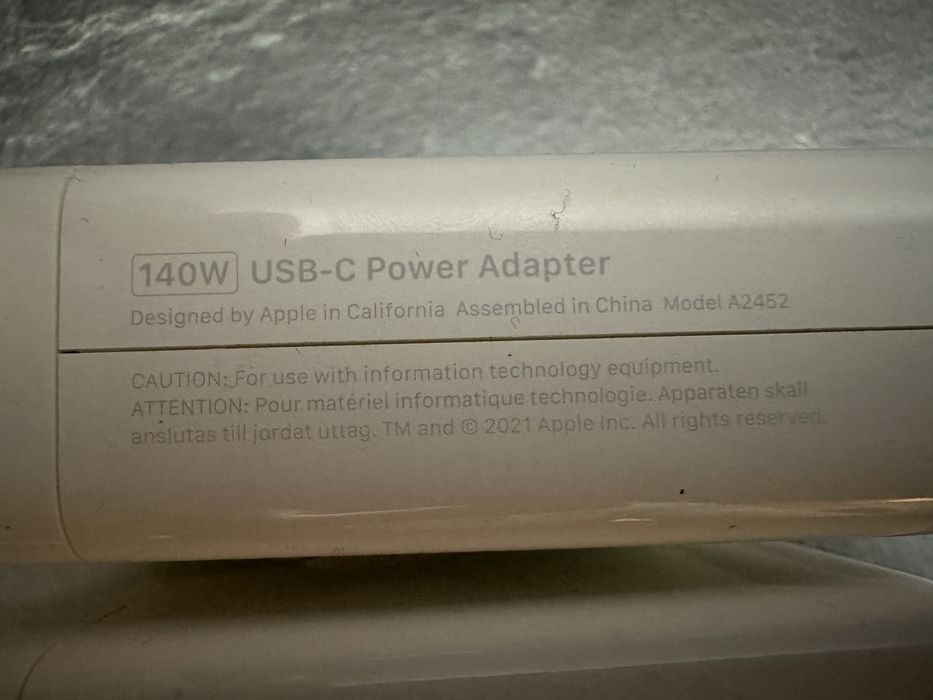 140W USB-C Power Adapter
Designed by Apple in California Assembled in China Model A2452
CAUTION: For use with information technology equipment.
ATTENTION: Pour matériel informatique technologie. Apparaten skall
anslutas till jordat uttag. TM and © 2021 Apple Inc. All rights reserved.